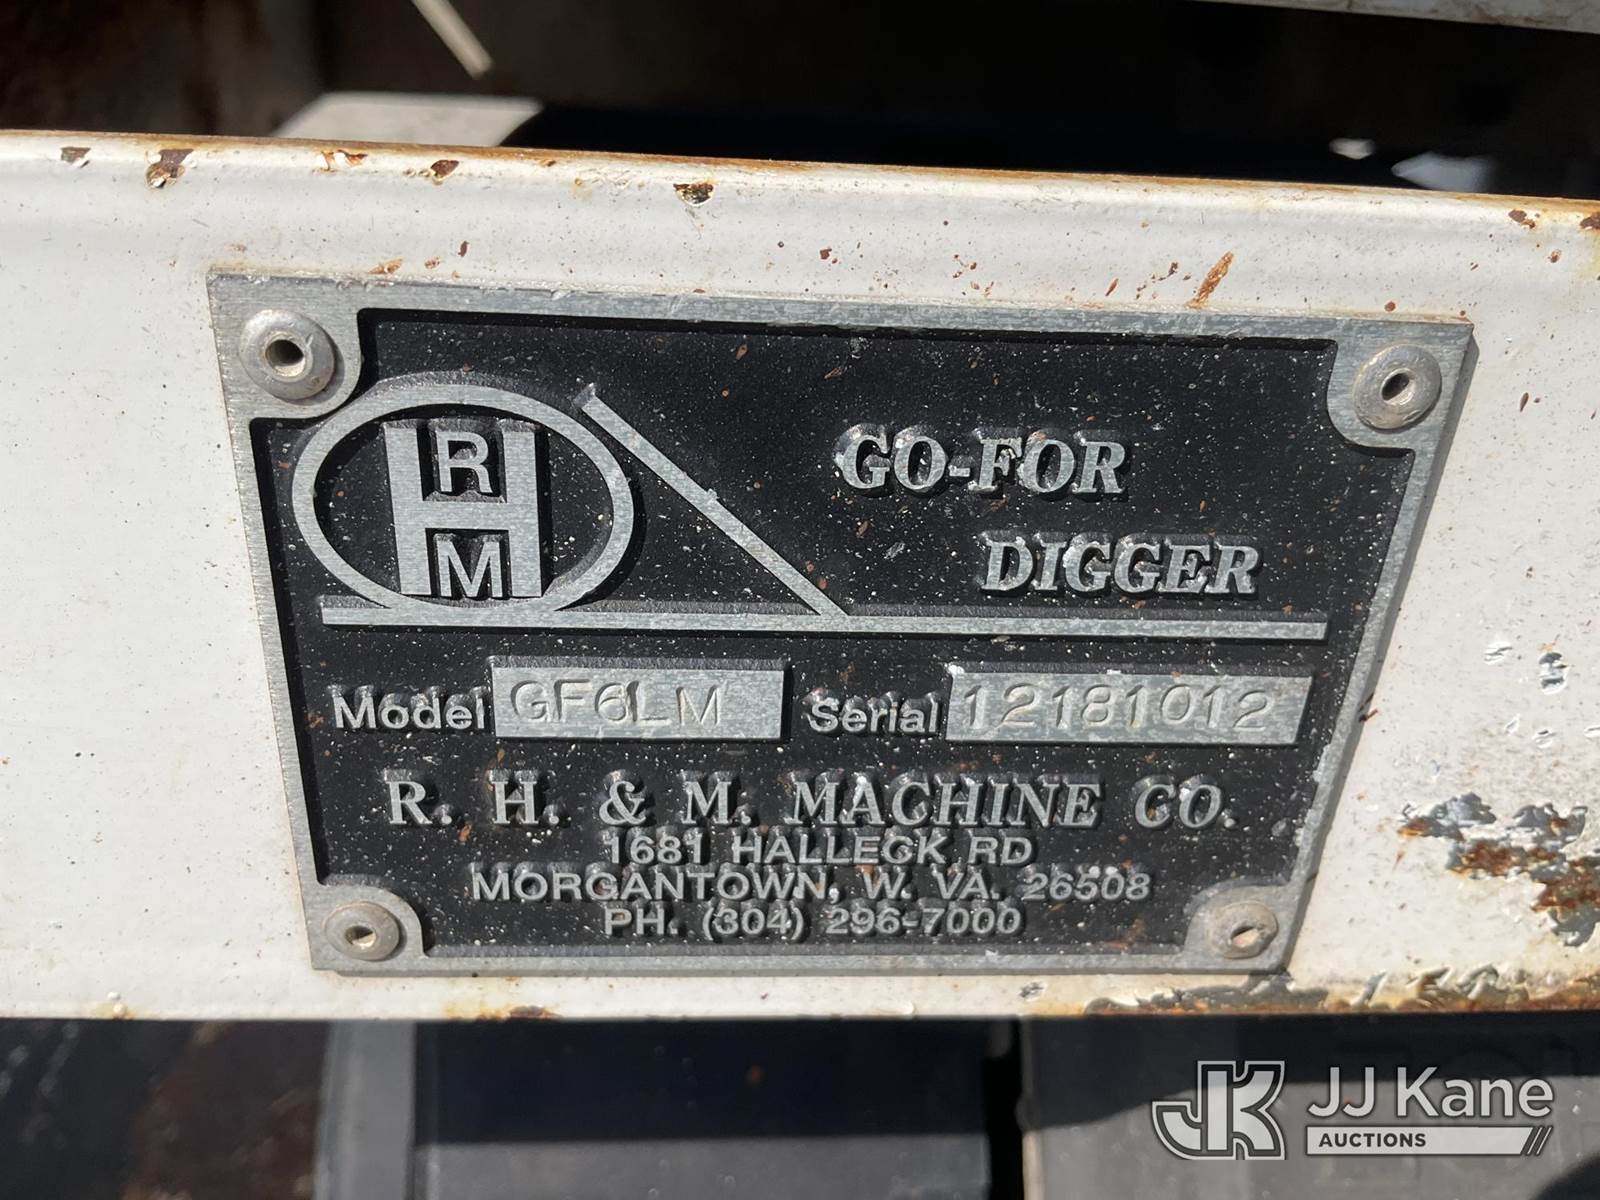 R
H
M
GO-FOR
DIGGER
Model GF6LM Serial 12181012
R. H. & M. MACHINE CO.
1681 HALLECK RD
MORGANTOWN, W. VA. 26508
PH. (304) 296-7000
JK JJ Kane
AUCTIONS